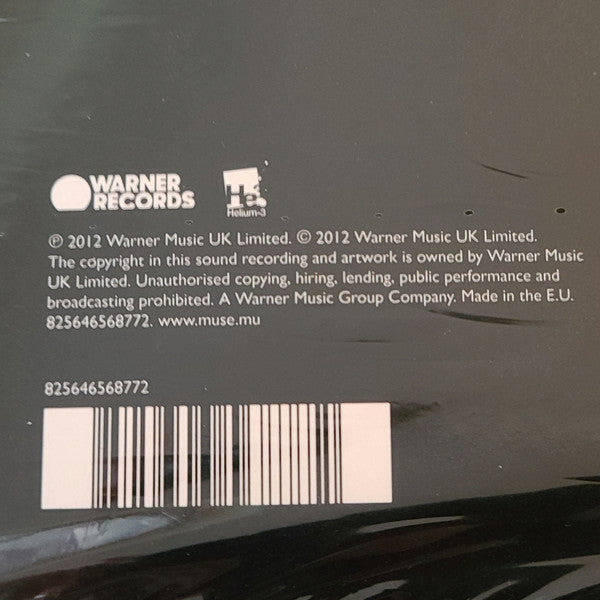 WARNER
RECORDS
He
Helium-3
℗ 2012 Warner Music UK Limited. © 2012 Warner Music UK Limited.
The copyright in this sound recording and artwork is owned by Warner Music
UK Limited. Unauthorised copying, hiring, lending, public performance and
broadcasting prohibited. A Warner Music Group Company. Made in the E.U.
825646568772. www.muse.mu
825646568772